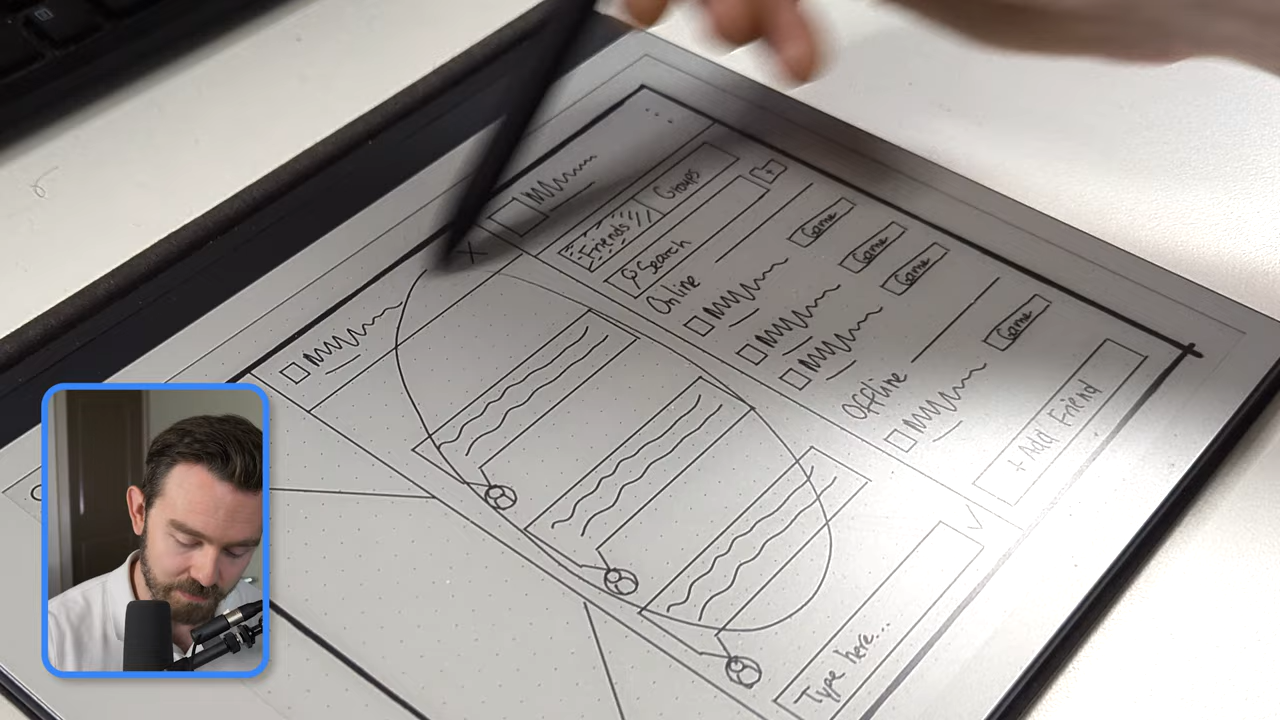 Friends
Groups
+
Search
Online
Game
Game
Game
Offline
Game
+ Add Friend
X
Type here...